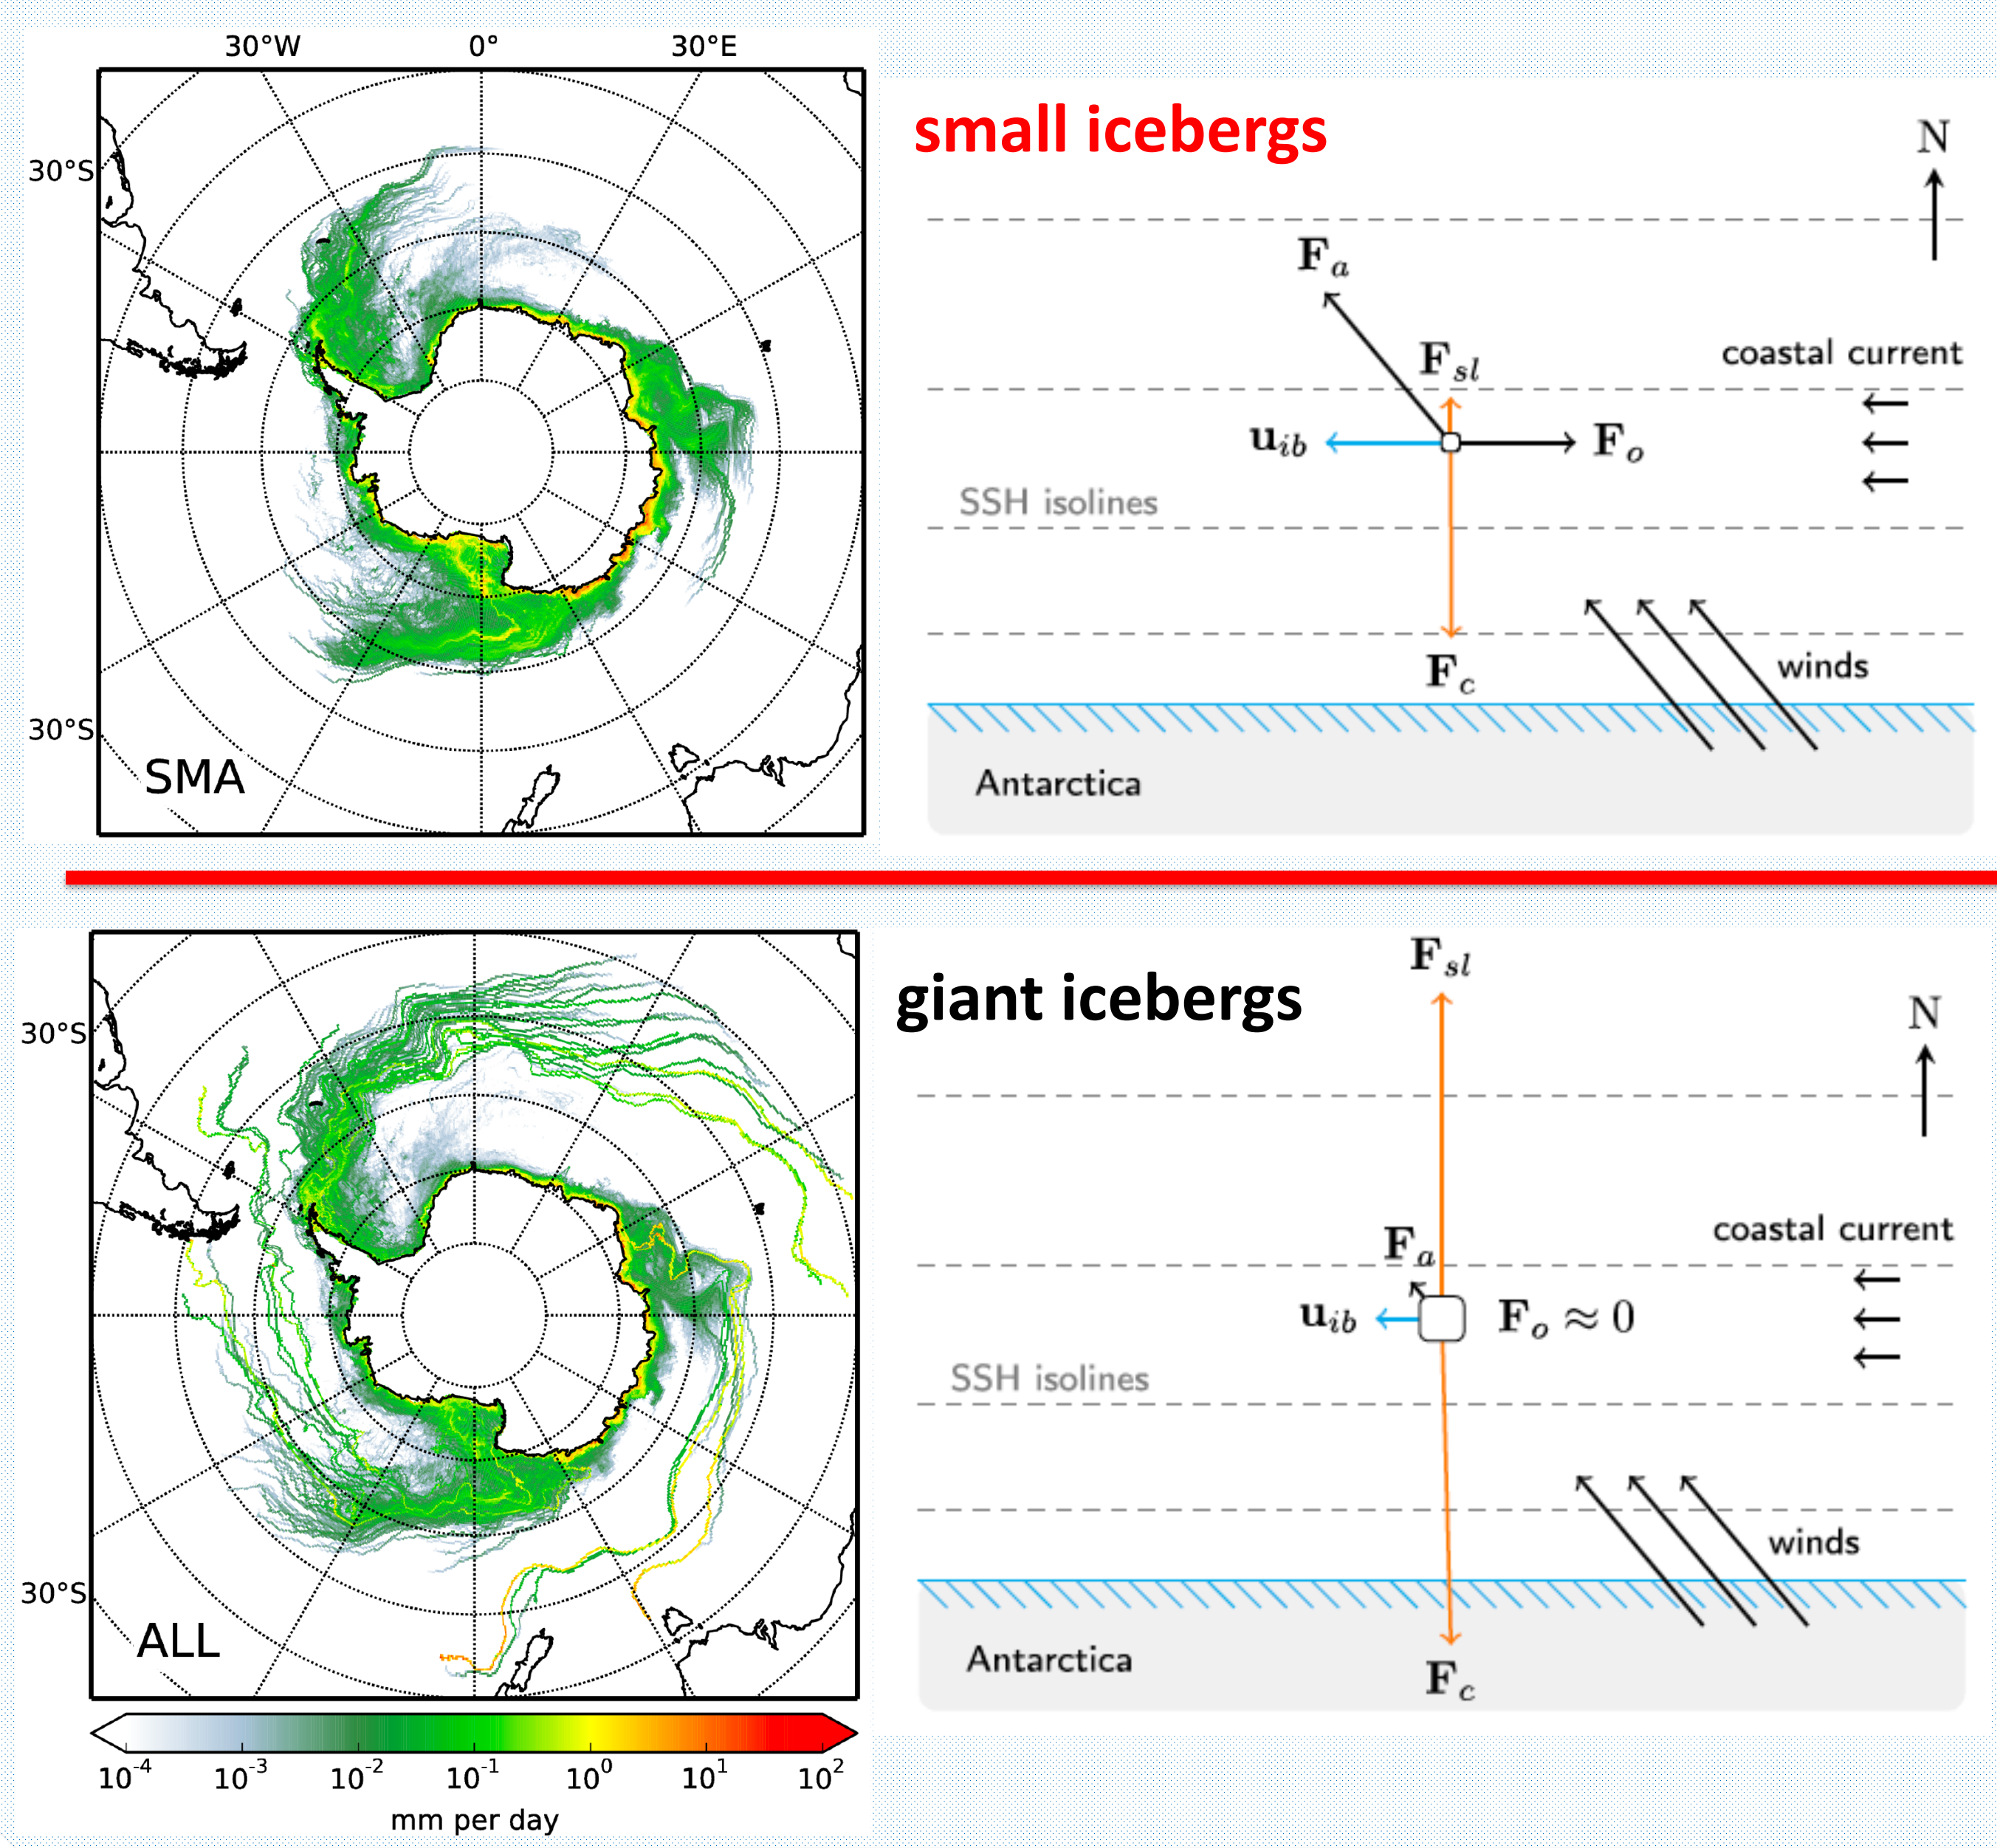 30°W 0° 30°E
30°S
30°S
SMA
small icebergs
N
F_a
F_sl
coastal current
u_ib
F_o
SSH isolines
F_c
winds
Antarctica
30°S
30°S
ALL
10^-4 10^-3 10^-2 10^-1 10^0 10^1 10^2
mm per day
giant icebergs
F_sl
N
coastal current
F_a
u_ib
F_o ≈ 0
SSH isolines
winds
Antarctica
F_c